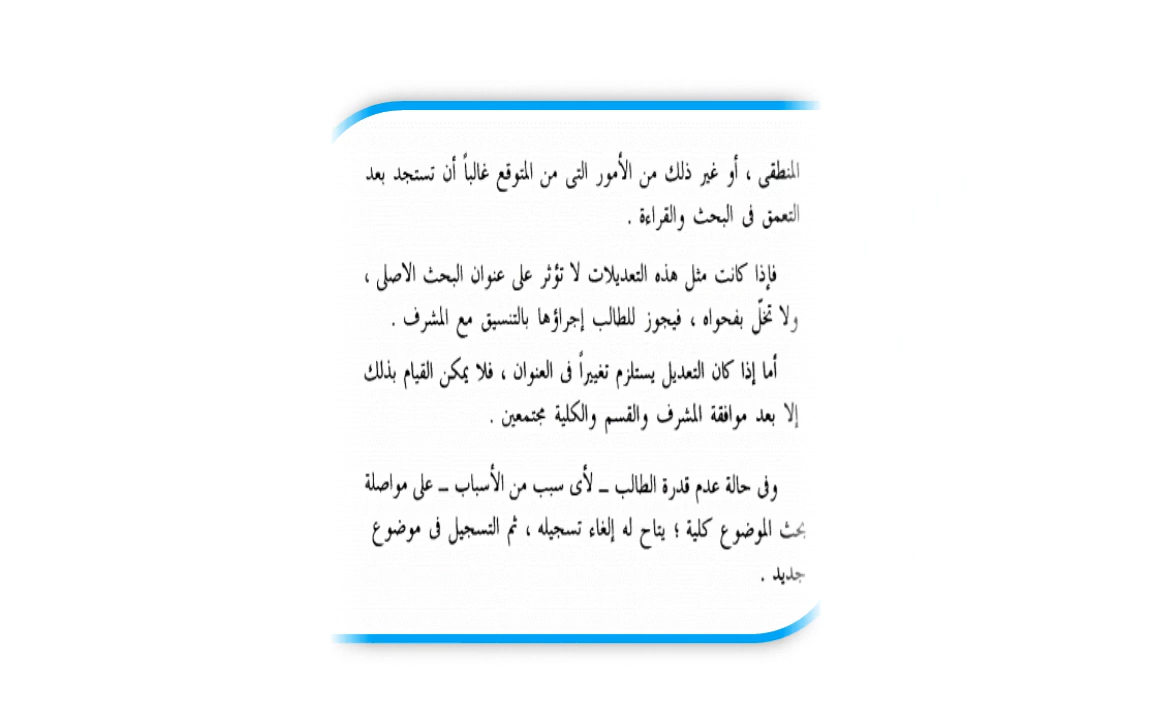 المنطقى ، أو غير ذلك من الأمور التى من المتوقع غالباً أن تستجد بعد
التعمق فى البحث والقراءة .
فإذا كانت مثل هذه التعديلات لا تؤثر على عنوان البحث الاصلى ،
ولا تخلّ بفحواه ، فيجوز للطالب إجراؤها بالتنسيق مع المشرف .
أما إذا كان التعديل يستلزم تغييراً فى العنوان ، فلا يمكن القيام بذلك
إلا بعد موافقة المشرف والقسم والكلية مجتمعين .
وفى حالة عدم قدرة الطالب ــ لأى سبب من الأسباب ــ على مواصلة
بحث الموضوع كلية ؛ يتاح له إلغاء تسجيله ، ثم التسجيل فى موضوع
جديد .